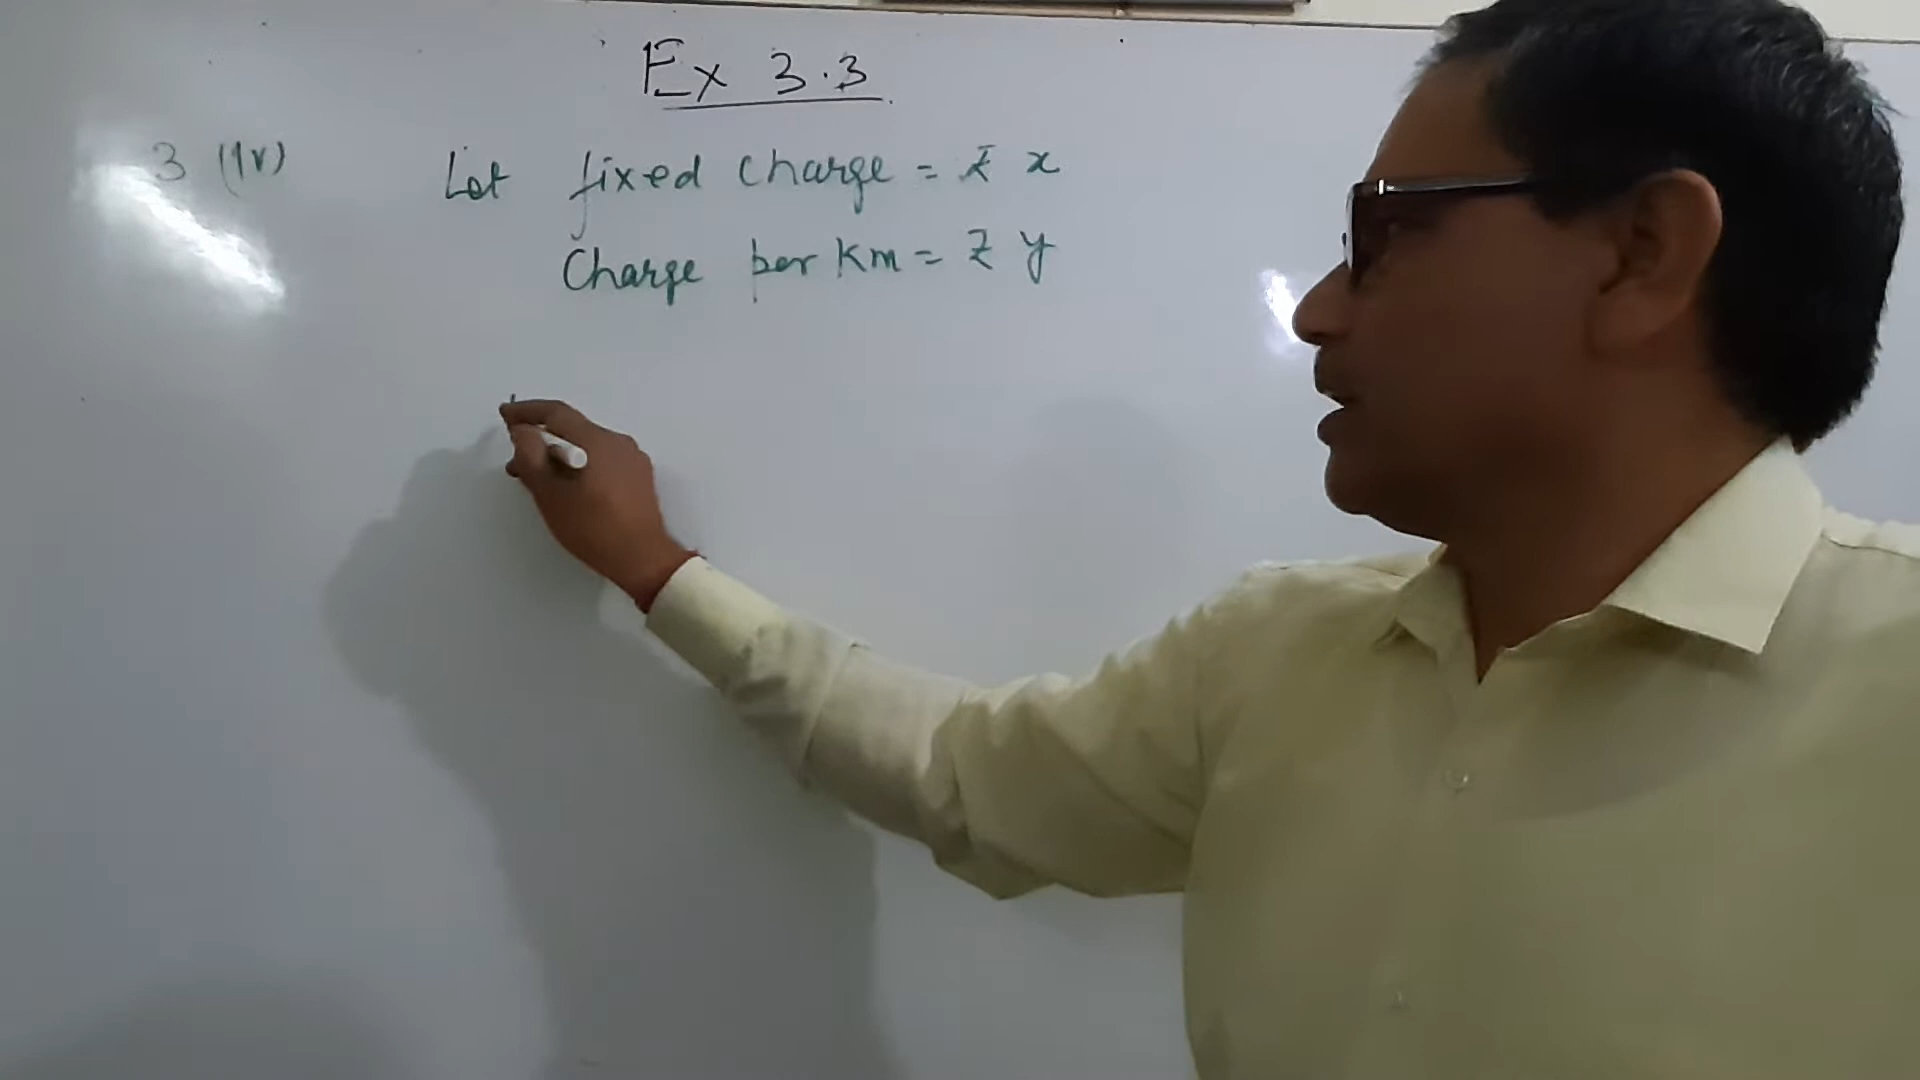 Ex 3.3
3 (iv) Let fixed charge = ₹ x
Charge per km = ₹ y